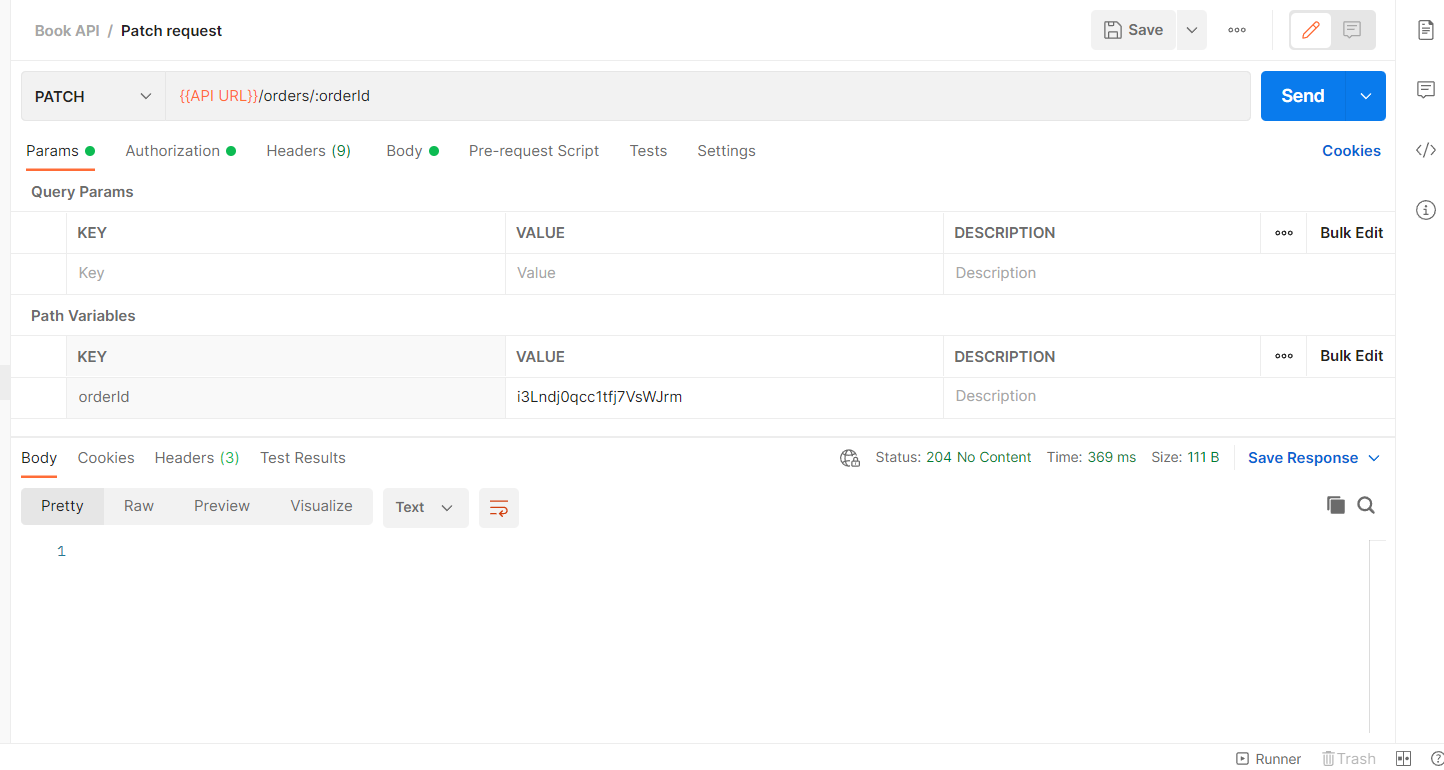 Book API / Patch request
Save
PATCH
{{API URL}}/orders/:orderId
Send
Params Authorization Headers (9) Body Pre-request Script Tests Settings Cookies
Query Params
KEY VALUE DESCRIPTION Bulk Edit
Key Value Description
Path Variables
KEY VALUE DESCRIPTION Bulk Edit
orderId i3Lndj0qcc1tfj7VsWJrm Description
Body Cookies Headers (3) Test Results Status: 204 No Content Time: 369 ms Size: 111 B Save Response
Pretty Raw Preview Visualize Text
1
Runner Trash